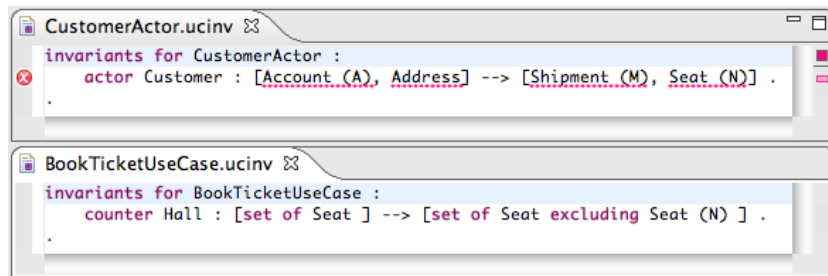 CustomerActor.ucinv
invariants for CustomerActor :
actor Customer : [Account (A), Address] --> [Shipment (M), Seat (N)] .
.
BookTicketUseCase.ucinv
invariants for BookTicketUseCase :
counter Hall : [set of Seat ] --> [set of Seat excluding Seat (N) ] .
.